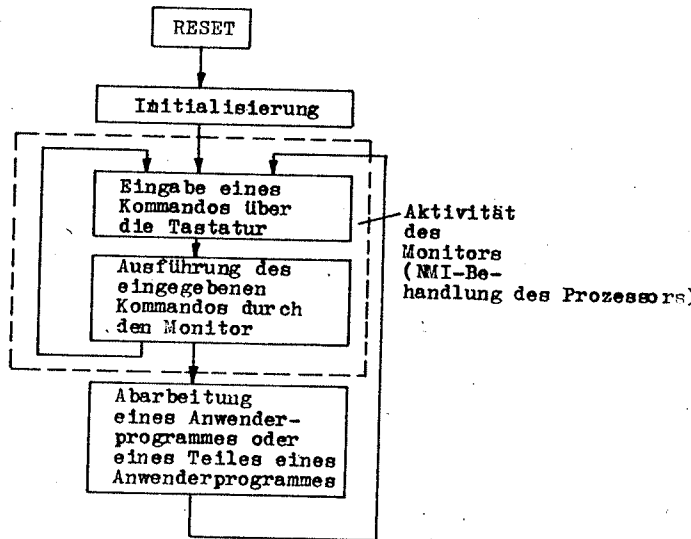 RESET
Initialisierung
Eingabe eines
Kommandos über
die Tastatur
Aktivität
des
Monitors
(NMI-Be-
handlung des Prozessors)
Ausführung des
eingegebenen
Kommandos durch
den Monitor
Abarbeitung
eines Anwender-
programmes oder
eines Teiles eines
Anwenderprogrammes